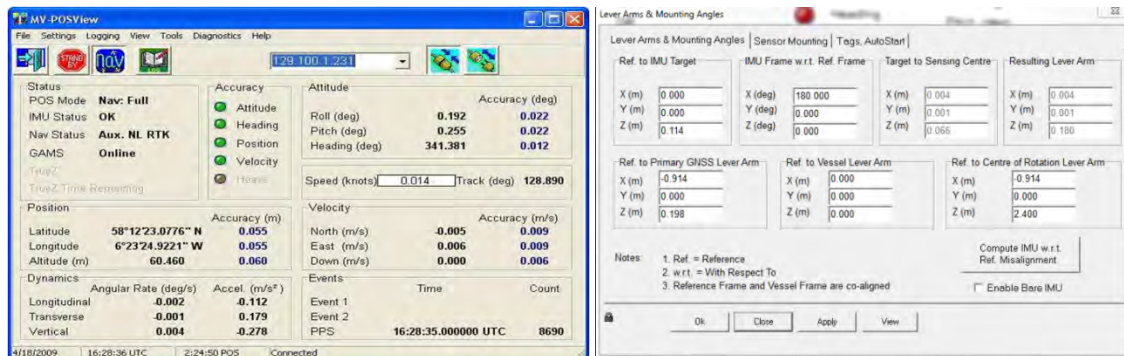 MV-POSView
File Settings Logging View Tools Diagnostics Help
STAND BY nav 129.100.1.231
Status
POS Mode Nav: Full
IMU Status OK
Nav Status Aux. NL RTK
GAMS Online
TrueZ
TrueZ Time Remaining
Accuracy
Attitude
Heading
Position
Velocity
Heave
Attitude
Accuracy (deg)
Roll (deg) 0.192 0.022
Pitch (deg) 0.255 0.022
Heading (deg) 341.381 0.012
Speed (knots) 0.014 Track (deg) 128.890
Position
Accuracy (m)
Latitude 58°12'23.0776" N 0.055
Longitude 6°23'24.9221" W 0.055
Altitude (m) 60.460 0.060
Velocity
Accuracy (m/s)
North (m/s) -0.005 0.009
East (m/s) 0.006 0.009
Down (m/s) 0.000 0.006
Dynamics
Angular Rate (deg/s) Accel. (m/s²)
Longitudinal -0.002 -0.112
Transverse -0.001 0.179
Vertical 0.004 -0.278
Events
Time Count
Event 1
Event 2
PPS 16:28:35.000000 UTC 8690
4/18/2009 16:28:36 UTC 2:24:50 POS Connected
Lever Arms & Mounting Angles
Lever Arms & Mounting Angles Sensor Mounting Tags, AutoStart
Ref. to IMU Target
X (m) 0.000
Y (m) 0.000
Z (m) 0.114
IMU Frame w.r.t. Ref. Frame
X (deg) 180.000
Y (deg) 0.000
Z (deg) 0.000
Target to Sensing Centre
X (m) 0.004
Y (m) 0.001
Z (m) 0.066
Resulting Lever Arm
X (m) 0.004
Y (m) 0.001
Z (m) 0.180
Ref. to Primary GNSS Lever Arm
X (m) -0.914
Y (m) 0.000
Z (m) 0.198
Ref. to Vessel Lever Arm
X (m) 0.000
Y (m) 0.000
Z (m) 0.000
Ref. to Centre of Rotation Lever Arm
X (m) -0.914
Y (m) 0.000
Z (m) 2.400
Notes: 1. Ref. = Reference
2. w.r.t. = With Respect To
3. Reference Frame and Vessel Frame are co-aligned
Compute IMU w.r.t.
Ref. Misalignment
Enable Bare IMU
Ok Close Apply View